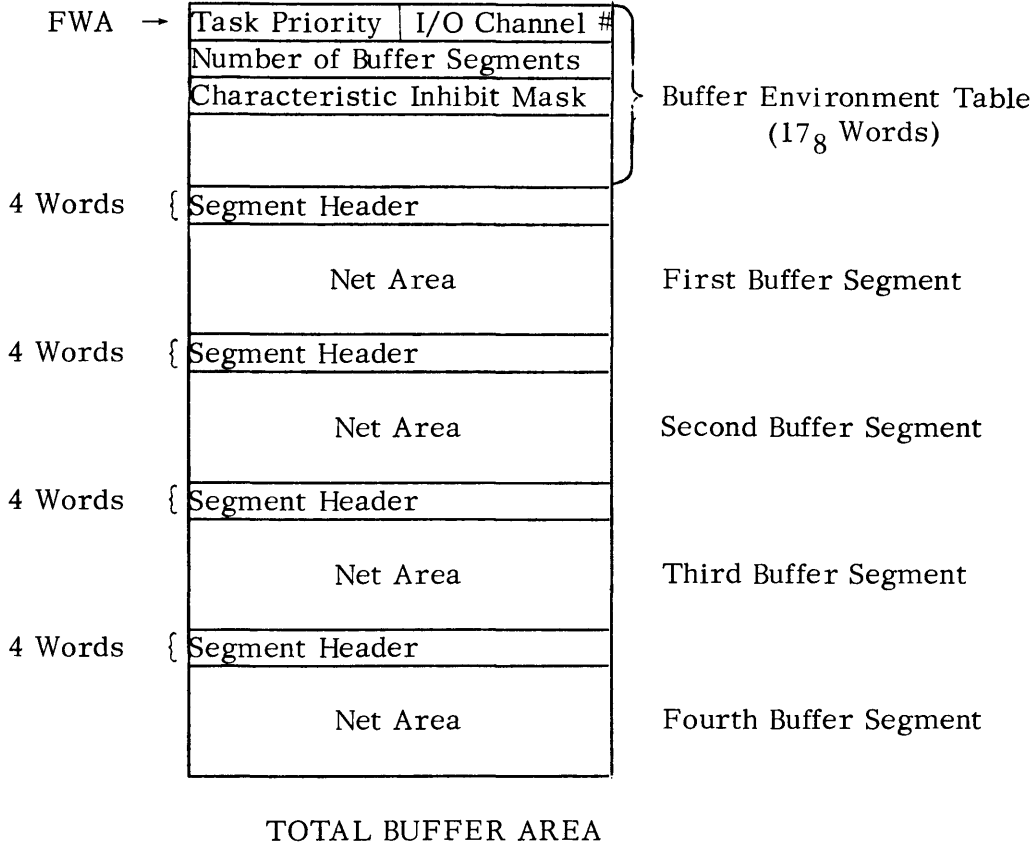 FWA → Task Priority | I/O Channel #
Number of Buffer Segments
Characteristic Inhibit Mask
Buffer Environment Table
(17₈ Words)
4 Words { Segment Header
Net Area
First Buffer Segment
4 Words { Segment Header
Net Area
Second Buffer Segment
4 Words { Segment Header
Net Area
Third Buffer Segment
4 Words { Segment Header
Net Area
Fourth Buffer Segment
TOTAL BUFFER AREA